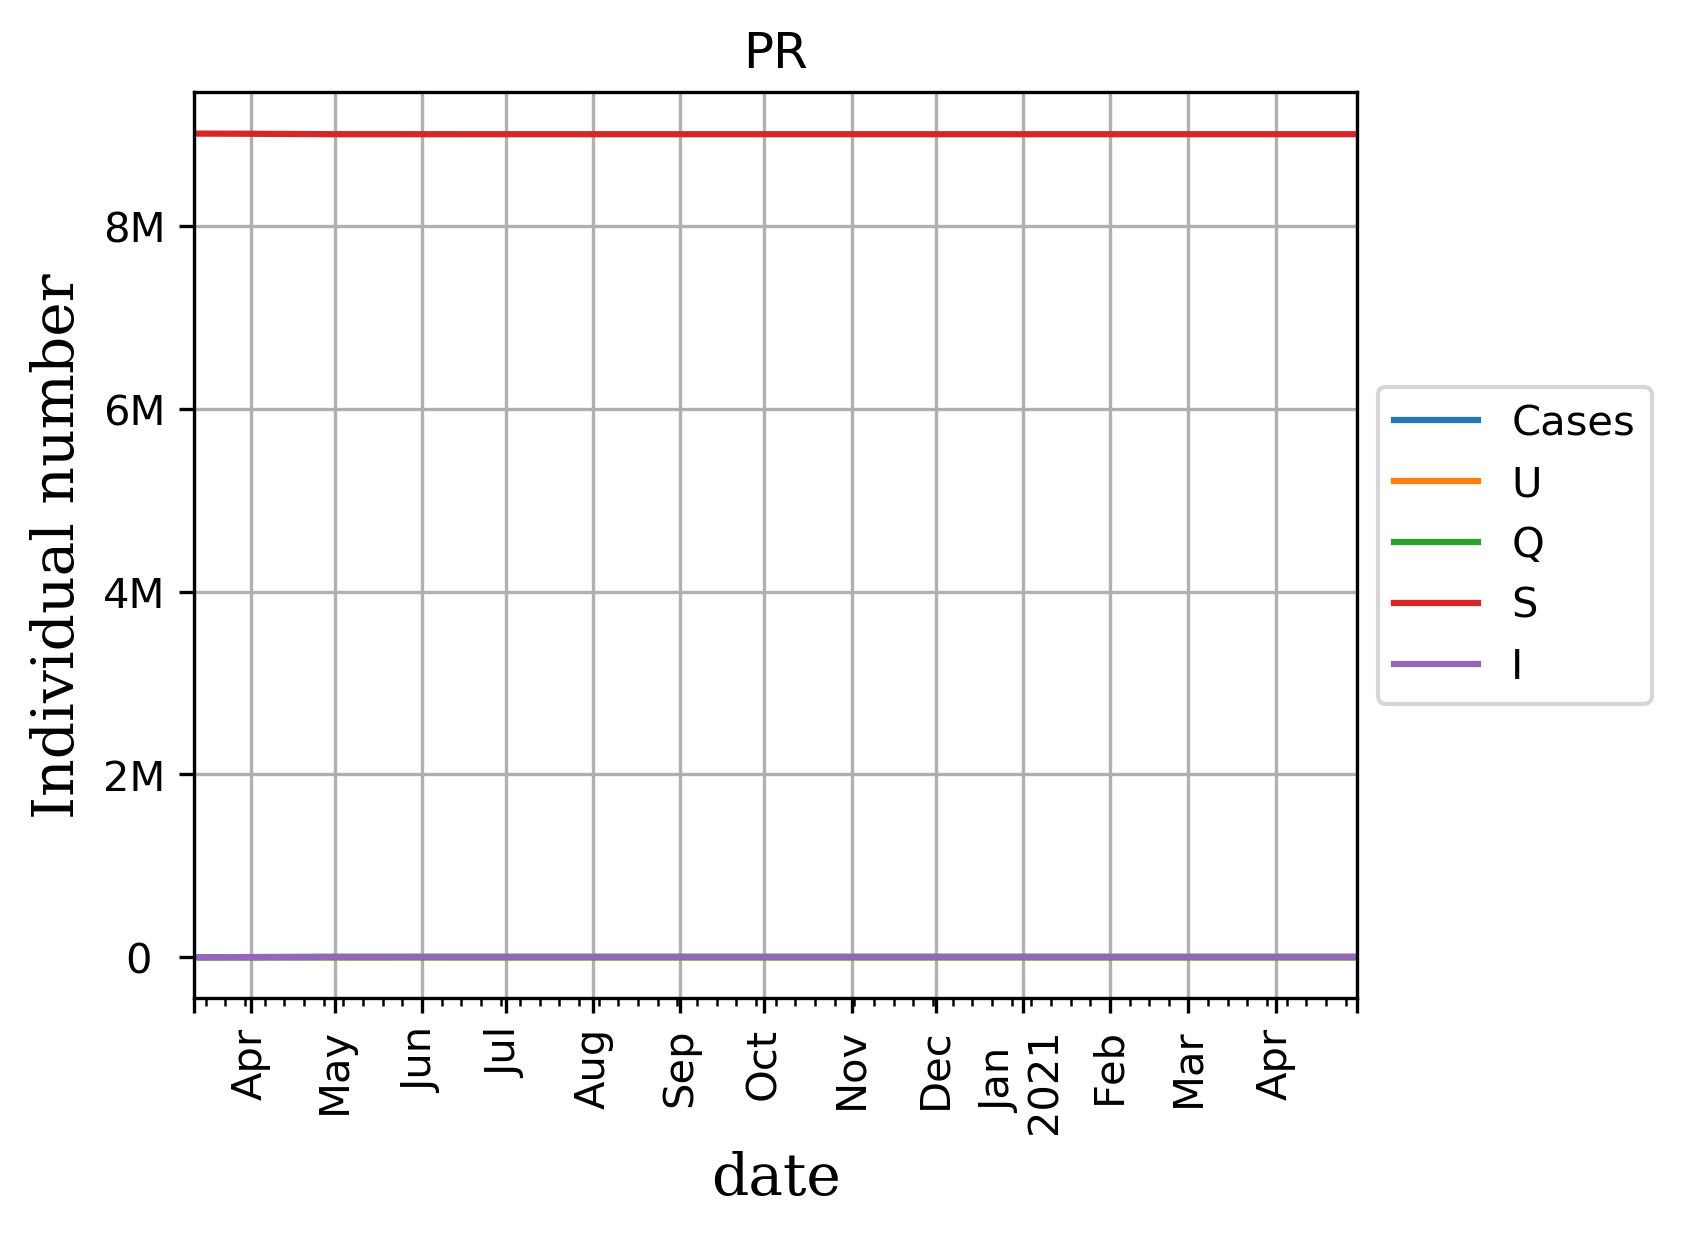 PR
Individual number
8M
6M
4M
2M
0
Apr
May
Jun
Jul
Aug
Sep
Oct
Nov
Dec
Jan
2021
Feb
Mar
Apr
date
Cases
U
Q
S
I